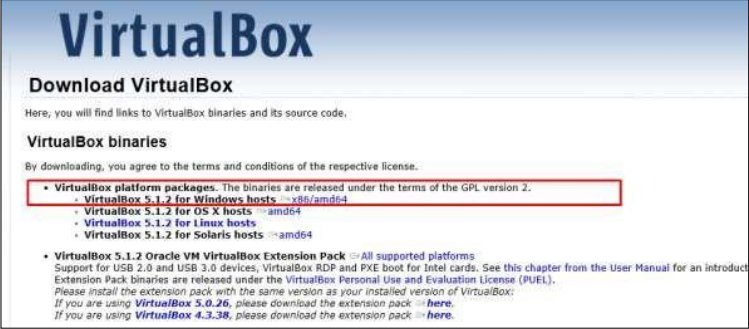 VirtualBox
Download VirtualBox
Here, you will find links to VirtualBox binaries and its source code.
VirtualBox binaries
By downloading, you agree to the terms and conditions of the respective license.
• VirtualBox platform packages. The binaries are released under the terms of the GPL version 2.
◦ VirtualBox 5.1.2 for Windows hosts x86/amd64
◦ VirtualBox 5.1.2 for OS X hosts amd64
◦ VirtualBox 5.1.2 for Linux hosts
◦ VirtualBox 5.1.2 for Solaris hosts amd64
• VirtualBox 5.1.2 Oracle VM VirtualBox Extension Pack All supported platforms
Support for USB 2.0 and USB 3.0 devices, VirtualBox RDP and PXE boot for Intel cards. See this chapter from the User Manual for an introduct
Extension Pack binaries are released under the VirtualBox Personal Use and Evaluation License (PUEL).
Please install the extension pack with the same version as your installed version of VirtualBox:
If you are using VirtualBox 5.0.26, please download the extension pack here.
If you are using VirtualBox 4.3.38, please download the extension pack here.